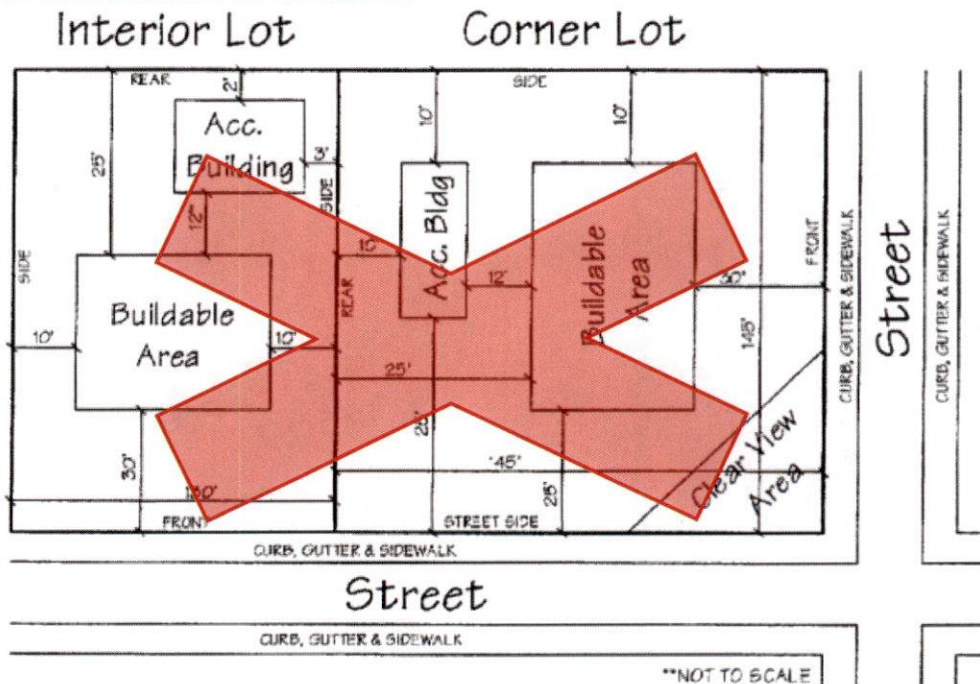 Interior Lot
Corner Lot
REAR
2'
Acc.
Building
3'
25'
12"
SIDE
SIDE
Buildable
Area
10'
10'
30'
130'
FRONT
SIDE
10'
10'
Acc. Bldg
15'
REAR
12'
Buildable
Area
25'
30'
FRONT
145'
25'
Clear View
Area
STREET SIDE
CURB, GUTTER & SIDEWALK
Street
CURB, GUTTER & SIDEWALK
CURB, GUTTER & SIDEWALK
Street
CURB, GUTTER & SIDEWALK
**NOT TO SCALE